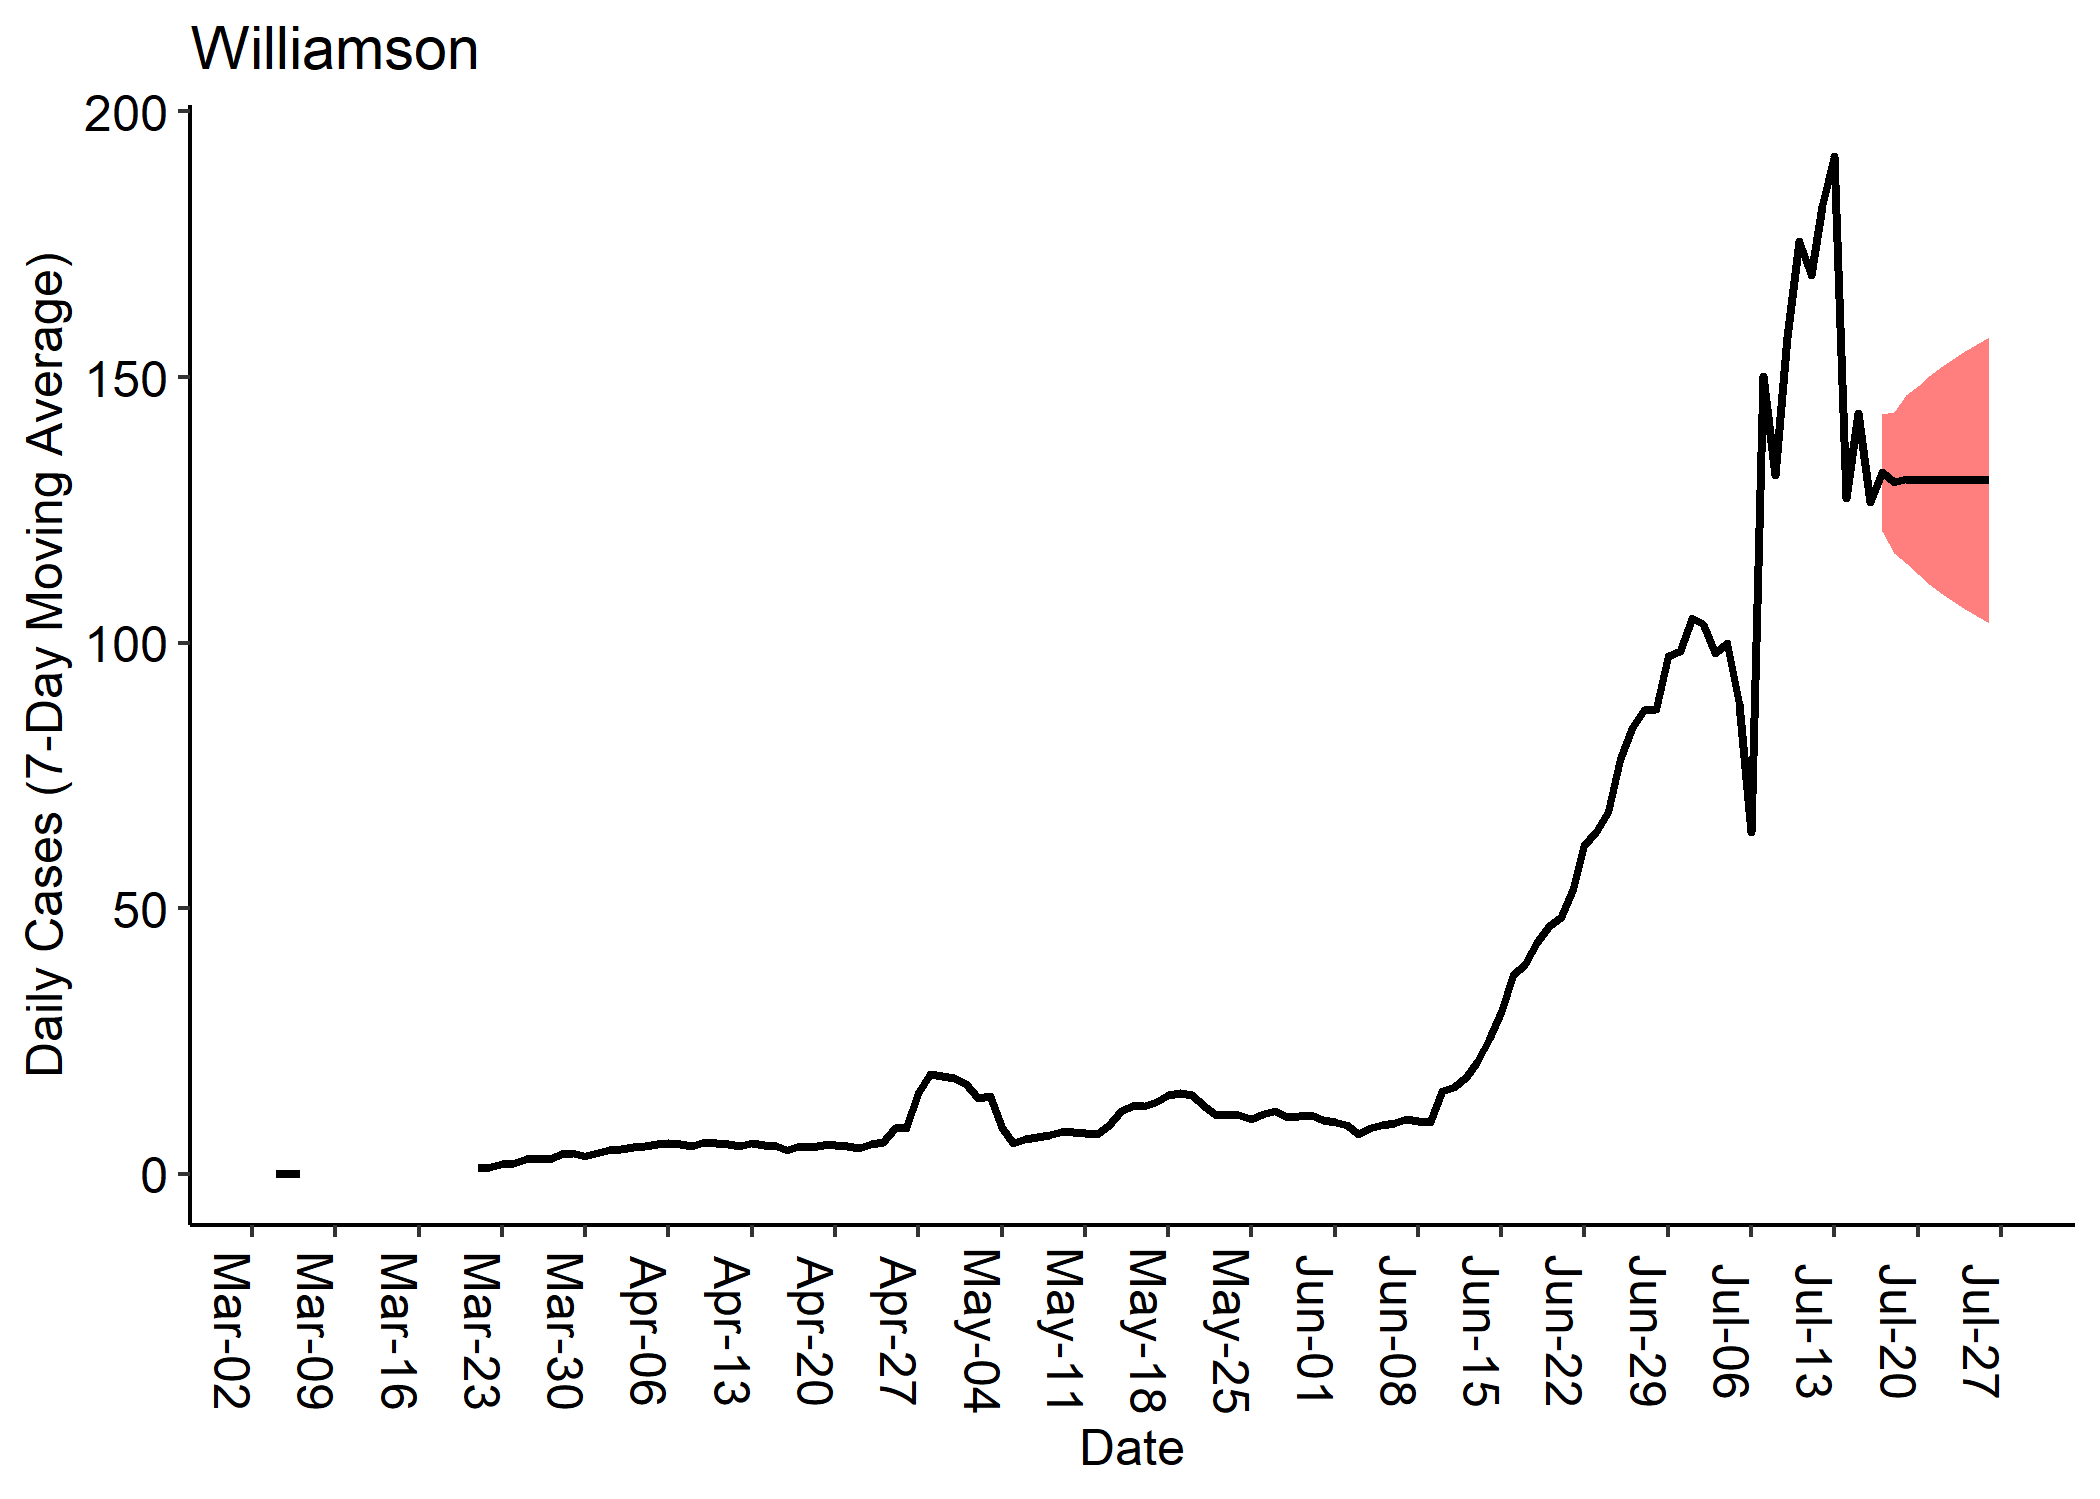 Williamson
Daily Cases (7-Day Moving Average)
200
150
100
50
0
Mar-02
Mar-09
Mar-16
Mar-23
Mar-30
Apr-06
Apr-13
Apr-20
Apr-27
May-04
May-11
May-18
May-25
Jun-01
Jun-08
Jun-15
Jun-22
Jun-29
Jul-06
Jul-13
Jul-20
Jul-27
Date